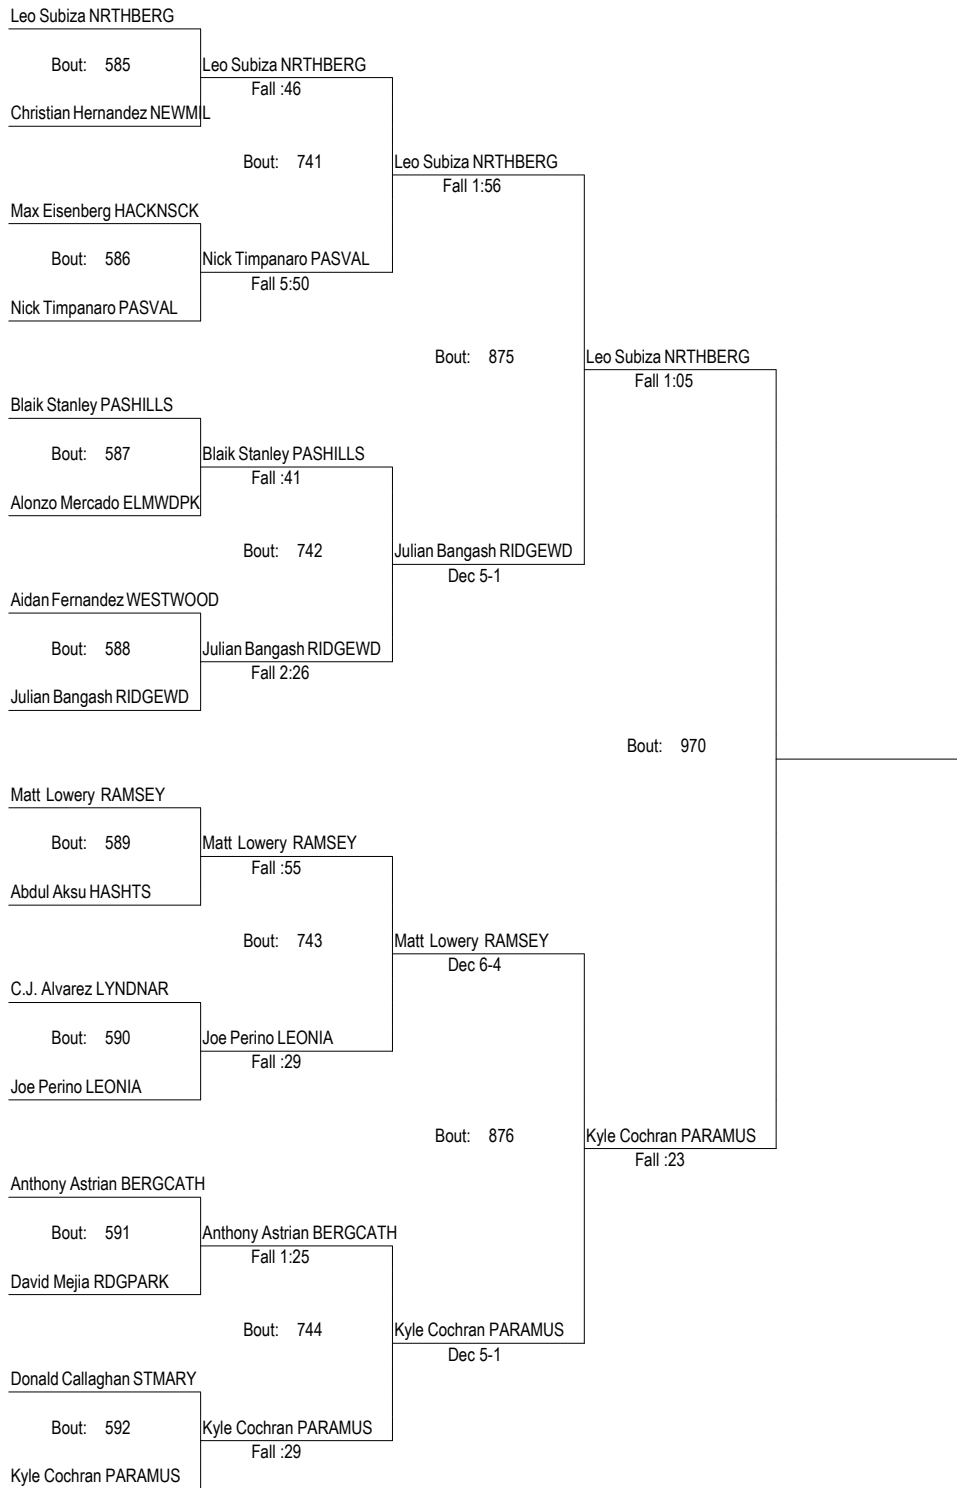 Leo Subiza NRTHBERG
Bout: 585
Leo Subiza NRTHBERG
Fall :46
Christian Hernandez NEWMIL
Bout: 741
Leo Subiza NRTHBERG
Fall 1:56
Max Eisenberg HACKNSCK
Bout: 586
Nick Timpanaro PASVAL
Fall 5:50
Nick Timpanaro PASVAL
Bout: 875
Leo Subiza NRTHBERG
Fall 1:05
Blaik Stanley PASHILLS
Bout: 587
Blaik Stanley PASHILLS
Fall :41
Alonzo Mercado ELMWDPK
Bout: 742
Julian Bangash RIDGEWD
Dec 5-1
Aidan Fernandez WESTWOOD
Bout: 588
Julian Bangash RIDGEWD
Fall 2:26
Julian Bangash RIDGEWD
Bout: 970
Matt Lowery RAMSEY
Bout: 589
Matt Lowery RAMSEY
Fall :55
Abdul Aksu HASHTS
Bout: 743
Matt Lowery RAMSEY
Dec 6-4
C.J. Alvarez LYNDNAR
Bout: 590
Joe Perino LEONIA
Fall :29
Joe Perino LEONIA
Bout: 876
Kyle Cochran PARAMUS
Fall :23
Anthony Astrian BERGCATH
Bout: 591
Anthony Astrian BERGCATH
Fall 1:25
David Mejia RDGPARK
Bout: 744
Kyle Cochran PARAMUS
Dec 5-1
Donald Callaghan STMARY
Bout: 592
Kyle Cochran PARAMUS
Fall :29
Kyle Cochran PARAMUS